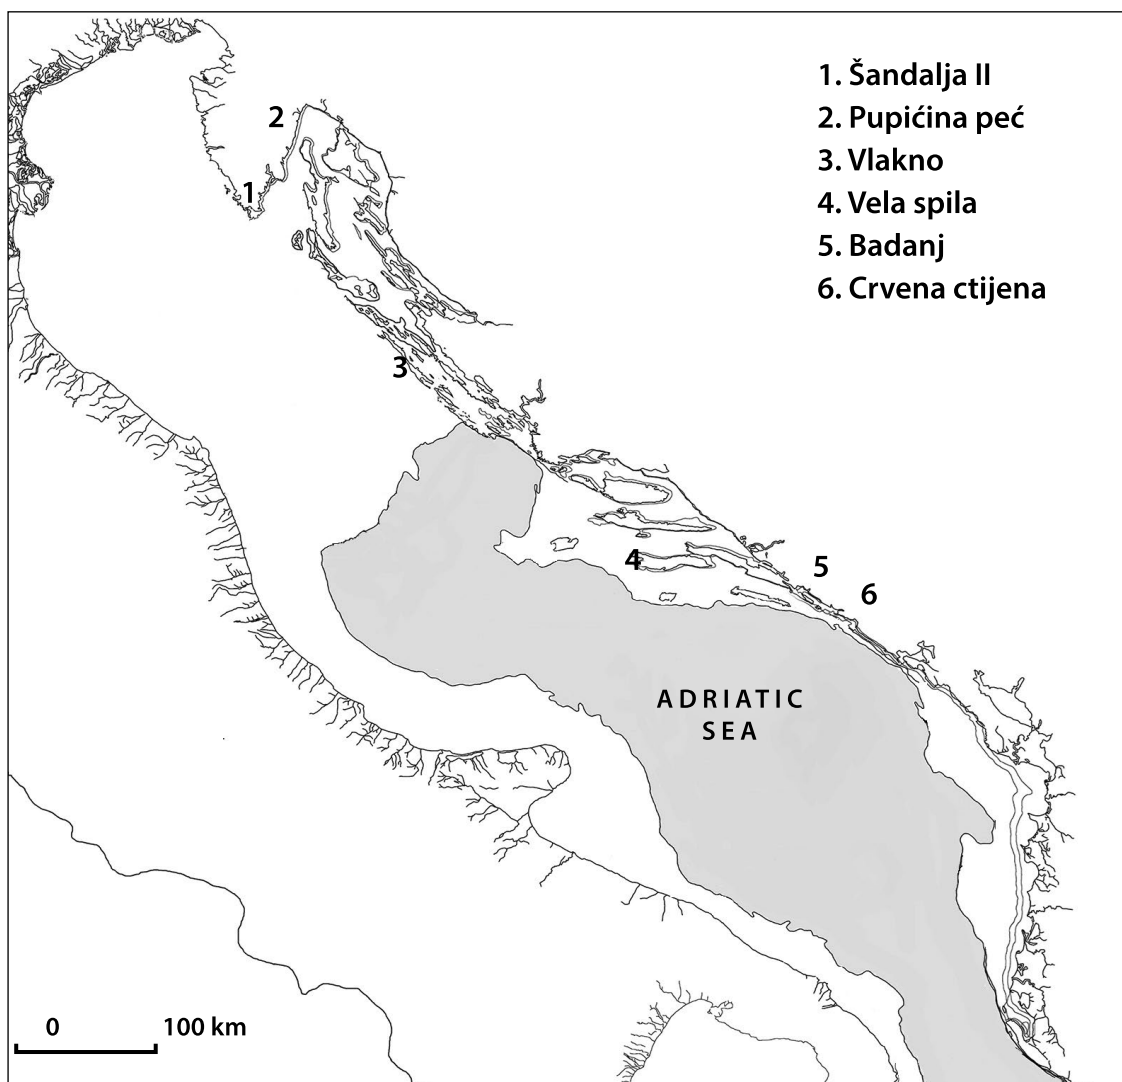 1. Šandalja II
2. Pupićina peć
3. Vlakno
4. Vela spila
5. Badanj
6. Crvena ctijena
2
1
3
4
5
6
ADRIATIC
SEA
0 100 km